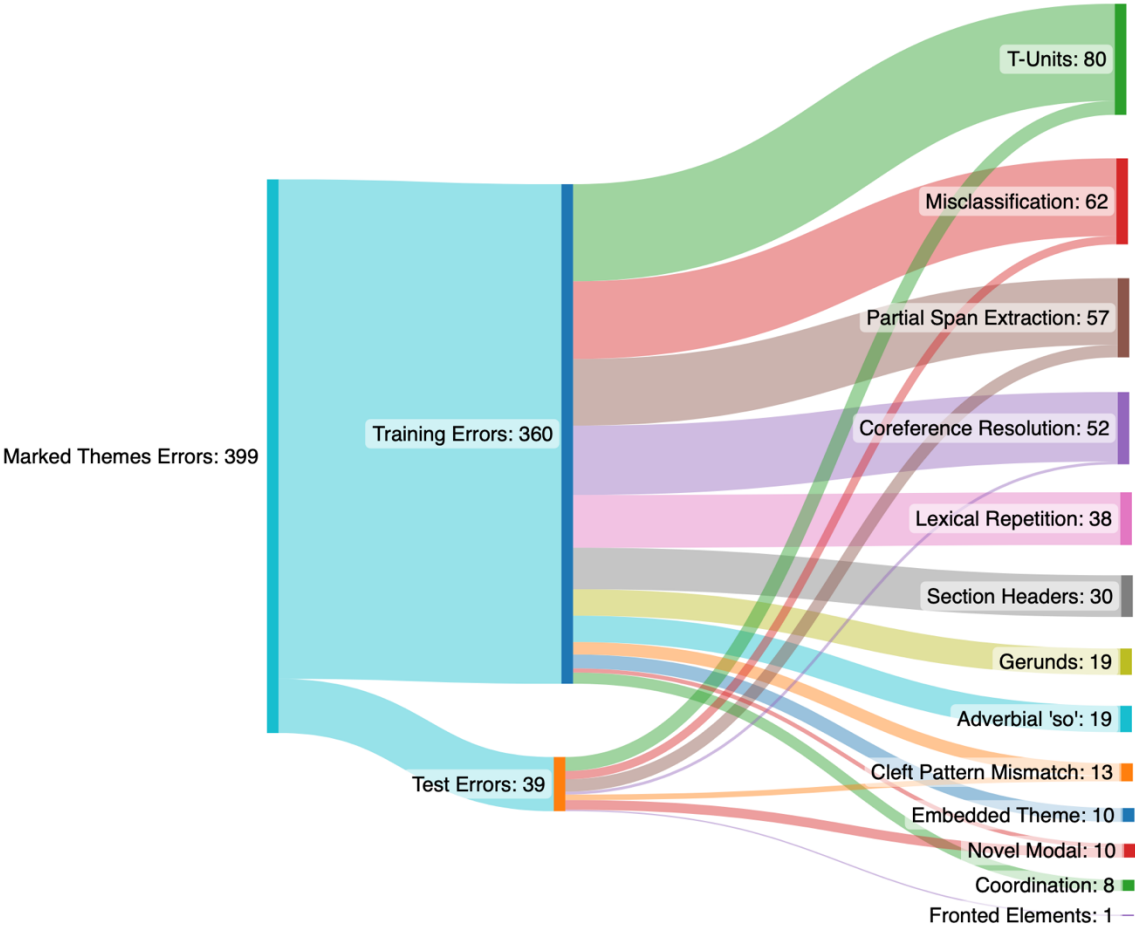 T-Units: 80
Misclassification: 62
Partial Span Extraction: 57
Coreference Resolution: 52
Training Errors: 360
Marked Themes Errors: 399
Lexical Repetition: 38
Section Headers: 30
Gerunds: 19
Adverbial 'so': 19
Cleft Pattern Mismatch: 13
Test Errors: 39
Embedded Theme: 10
Novel Modal: 10
Coordination: 8
Fronted Elements: 1